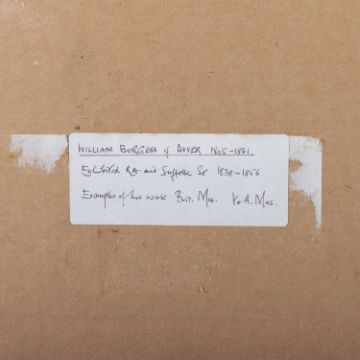 WILLIAM BURGESS of DOVER 1805-1861.
Exhibited RA and Suffolk St 1838-1856
Examples of his work Brit. Mus. V & A. Mus.